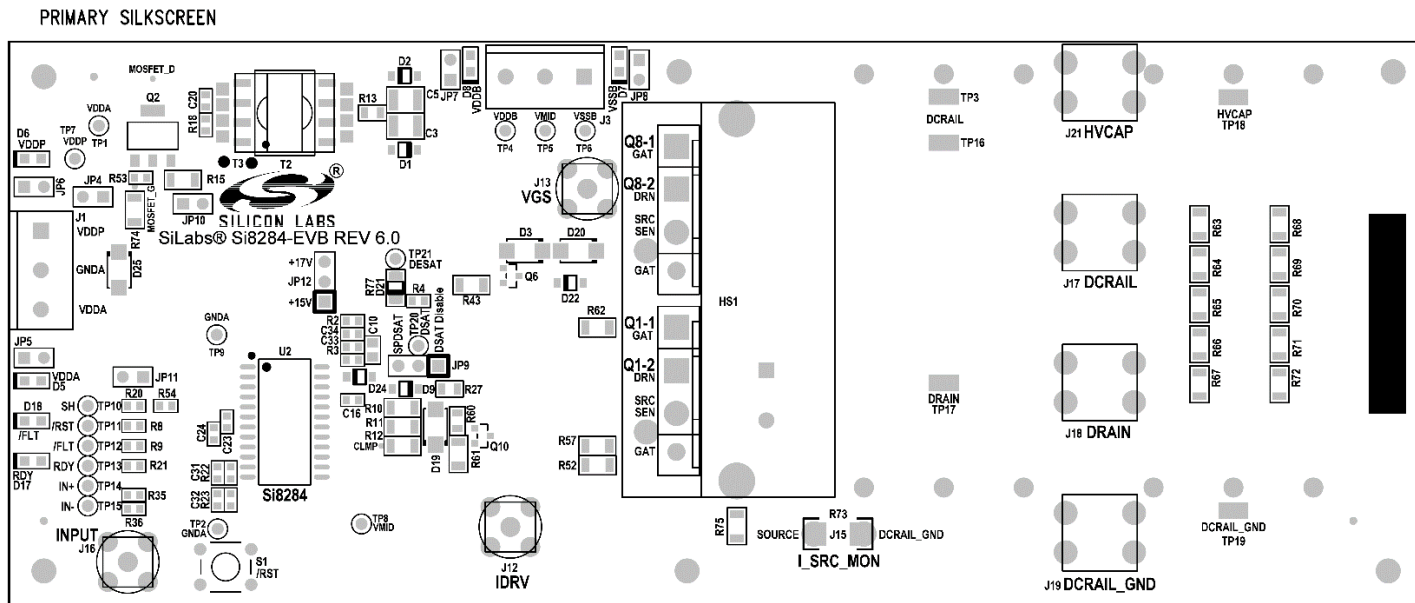 PRIMARY SILKSCREEN
MOSFET_D
Q2
VDDA
TP1
TP7
VDDP
D6
VDDP
JP6
JP4
R53
MOSFET_G
R74
R15
JP10
C20
R18
T3
T2
R13
D2
C5
C3
D1
JP7
D8
VDDB
VSSB
D7
JP8
J3
VDDB
TP4
VMID
TP5
VSSB
TP6
®
SILICON LABS
SiLabs® Si8284-EVB REV 6.0
J13
VGS
J1
VDDP
GNDA
VDDA
D25
+17V
JP12
+15V
TP21
DESAT
R77
D21
R4
R43
D3
D20
Q6
D22
R62
GNDA
TP9
U2
Si8284
R2
C34
C33
R3
C10
SPDSAT
TP20
DSAT
DSAT Disable
JP9
D24
D9
R27
C16
R10
R11
R12
CLMP
D19
R60
R61
Q10
R57
R52
JP5
VDDA
D5
JP11
R20
R54
D18
/FLT
SH
TP10
/RST
TP11
R8
/FLT
TP12
R9
RDY
TP13
R21
RDY
D17
IN+
TP14
IN-
TP15
R35
R36
C24
C23
C31
R22
C32
R23
TP2
GNDA
INPUT
J16
S1
/RST
TP8
VMID
J12
IDRV
Q8-1
GAT
Q8-2
DRN
SRC
SEN
GAT
Q1-1
GAT
Q1-2
DRN
SRC
SEN
GAT
HS1
R75
R73
SOURCE
J15
DCRAIL_GND
I_SRC_MON
TP3
DCRAIL
TP16
J21 HVCAP
HVCAP
TP18
J17 DCRAIL
R63
R64
R65
R66
R67
R68
R69
R70
R71
R72
DRAIN
TP17
J18 DRAIN
DCRAIL_GND
TP19
J19 DCRAIL_GND